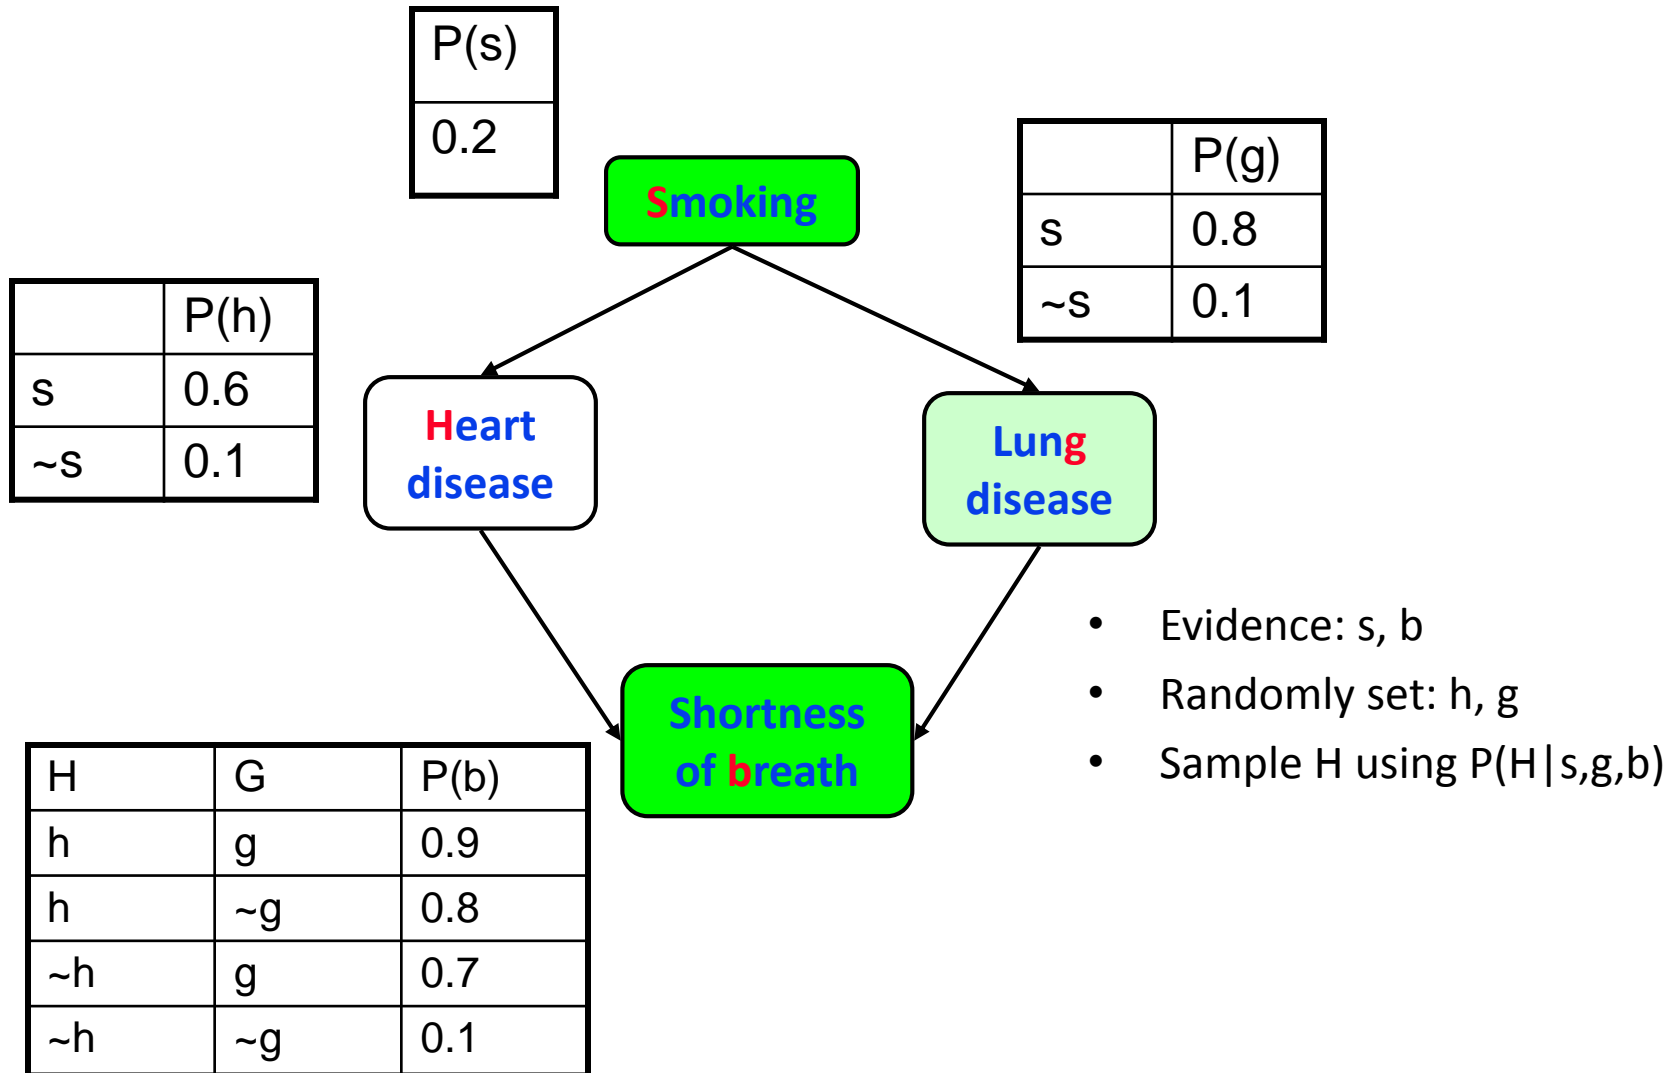 P(s)
0.2
Smoking
P(g)
s 0.8
~s 0.1
P(h)
s 0.6
~s 0.1
Heart
disease
Lung
disease
Shortness
of breath
• Evidence: s, b
• Randomly set: h, g
• Sample H using P(H|s,g,b)
H G P(b)
h g 0.9
h ~g 0.8
~h g 0.7
~h ~g 0.1